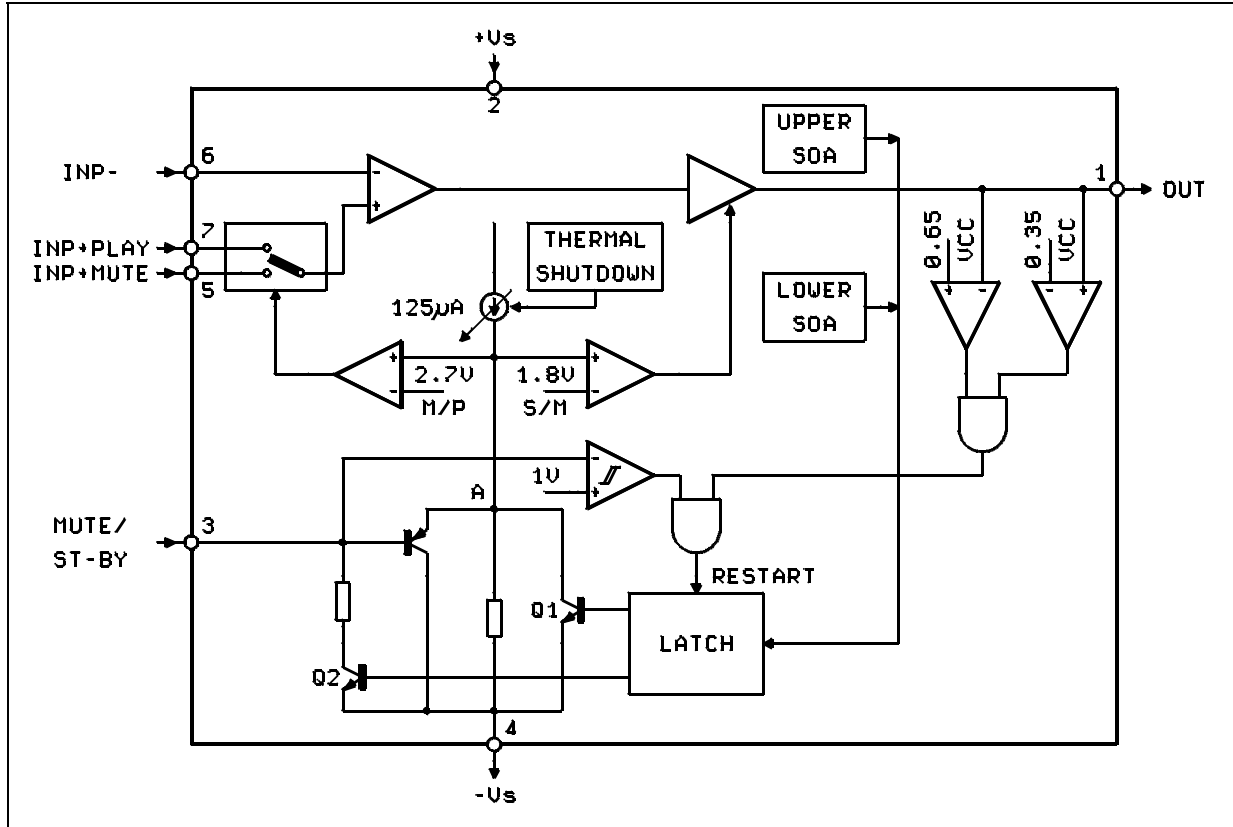 +Vs
2
UPPER
SOA
6
INP-
-
+
1
OUT
7
INP+PLAY
INP+MUTE
5
THERMAL
SHUTDOWN
0.65
VCC
0.35
VCC
+
-
-
+
125µA
LOWER
SOA
+
2.7V
-
M/P
1.8V
+
S/M
-
-
1V
+
A
MUTE/
ST-BY
3
RESTART
Q1
LATCH
Q2
4
-Vs